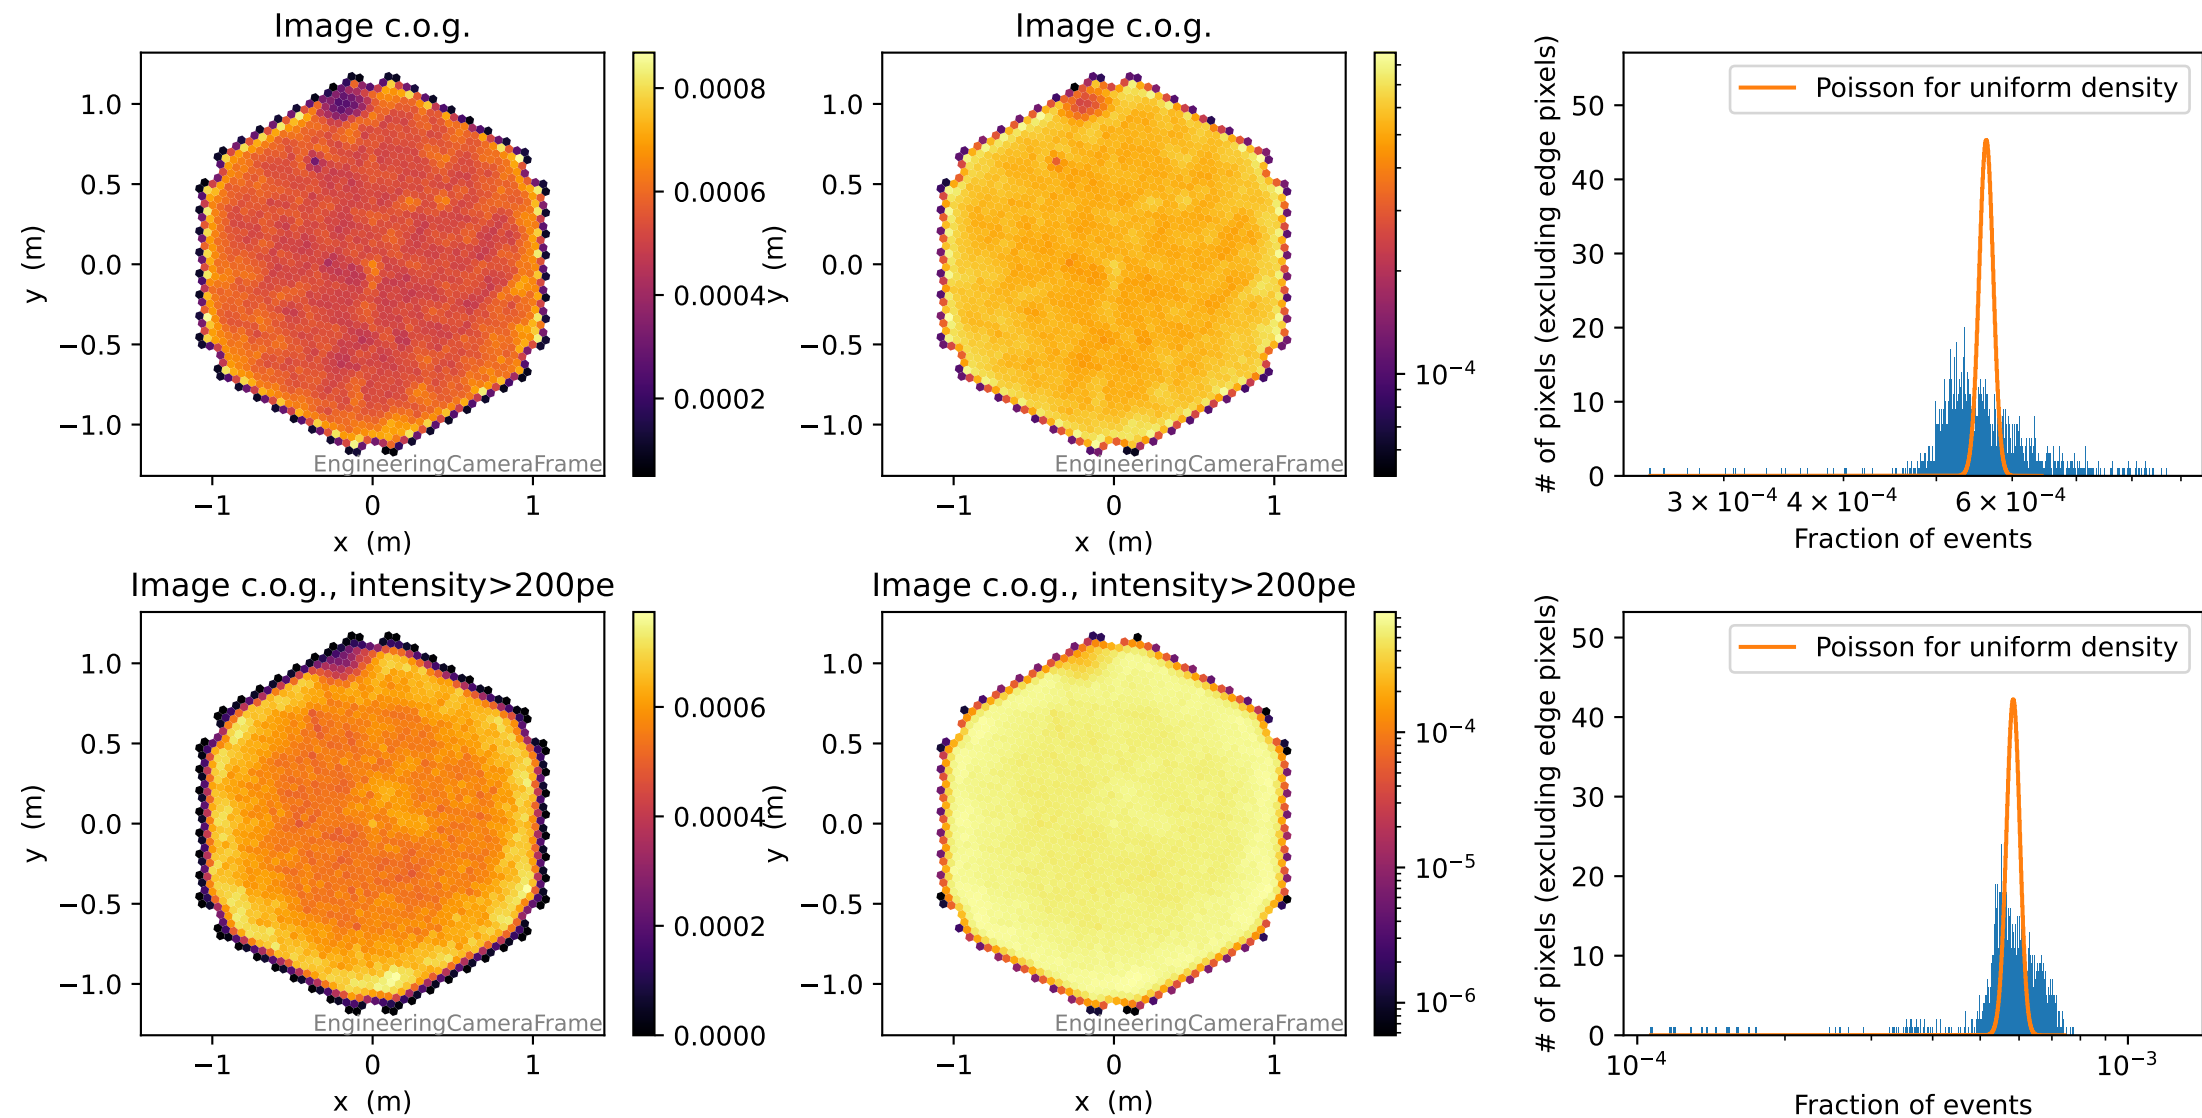 Image c.o.g.
y (m)
1.0
0.5
0.0
−0.5
−1.0
EngineeringCameraFrame
−1 0 1
x (m)
0.0008
0.0006
0.0004
0.0002
Image c.o.g.
y (m)
1.0
0.5
0.0
−0.5
−1.0
EngineeringCameraFrame
−1 0 1
x (m)
10⁻⁴
# of pixels (excluding edge pixels)
50
40
30
20
10
0
Poisson for uniform density
3 × 10⁻⁴ 4 × 10⁻⁴ 6 × 10⁻⁴
Fraction of events
Image c.o.g., intensity>200pe
y (m)
1.0
0.5
0.0
−0.5
−1.0
EngineeringCameraFrame
−1 0 1
x (m)
0.0006
0.0004
0.0002
0.0000
Image c.o.g., intensity>200pe
y (m)
1.0
0.5
0.0
−0.5
−1.0
EngineeringCameraFrame
−1 0 1
x (m)
10⁻⁴
10⁻⁵
10⁻⁶
# of pixels (excluding edge pixels)
50
40
30
20
10
0
Poisson for uniform density
10⁻⁴ 10⁻³
Fraction of events